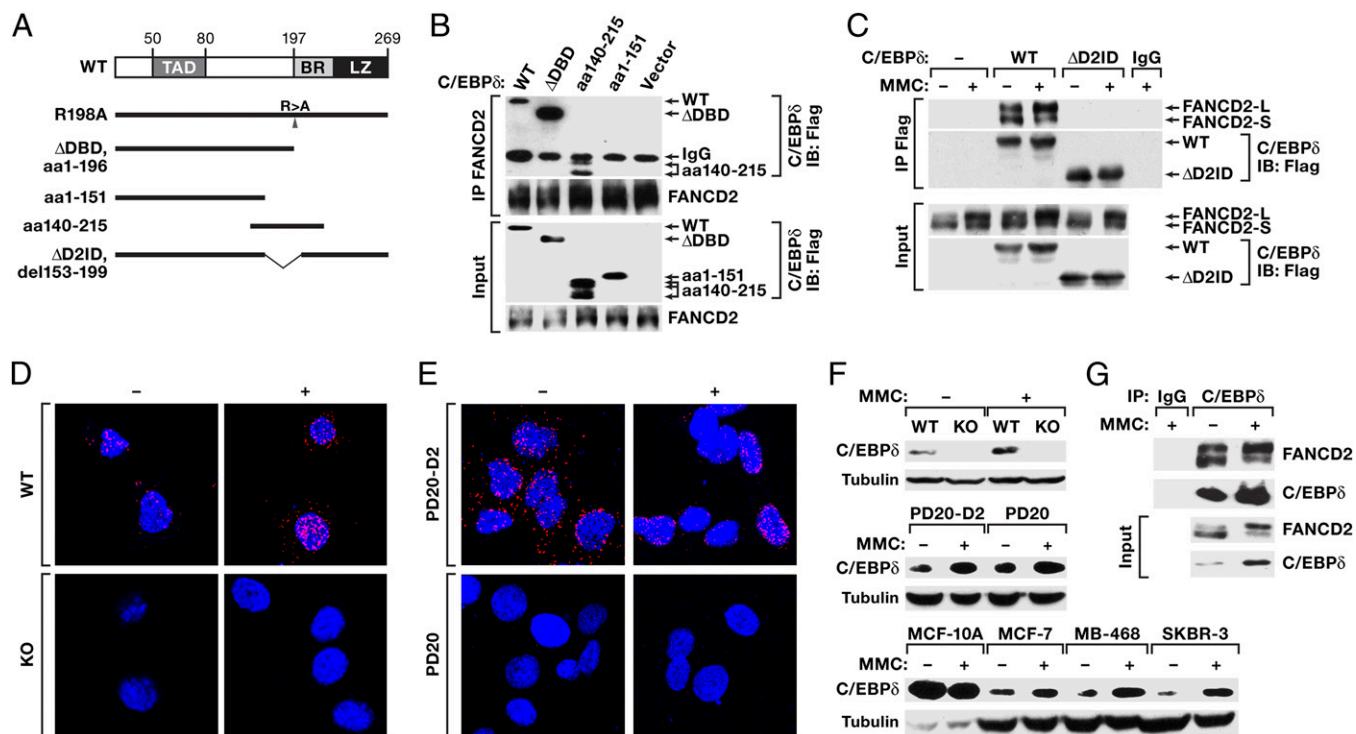 A
50 80 197 269
WT TAD BR LZ
R>A
R198A
ΔDBD,
aa1-196
aa1-151
aa140-215
ΔD2ID,
del153-199
B
C/EBPδ: WT ΔDBD aa140-215 aa1-151 Vector
IP FANCD2
WT
ΔDBD
IgG
aa140-215
C/EBPδ
IB: Flag
FANCD2
Input
WT
ΔDBD
aa1-151
aa140-215
C/EBPδ
IB: Flag
FANCD2
C
C/EBPδ: – WT ΔD2ID IgG
MMC: – + – + – + – +
IP Flag
FANCD2-L
FANCD2-S
WT
ΔD2ID
C/EBPδ
IB: Flag
Input
FANCD2-L
FANCD2-S
WT
ΔD2ID
C/EBPδ
IB: Flag
D
– +
WT
KO
E
– +
PD20-D2
PD20
F
MMC: – +
WT KO WT KO
C/EBPδ
Tubulin
PD20-D2 PD20
MMC: – + – +
C/EBPδ
Tubulin
MCF-10A MCF-7 MB-468 SKBR-3
MMC: – + – + – + – +
C/EBPδ
Tubulin
G
IP: IgG C/EBPδ
MMC: + – +
FANCD2
C/EBPδ
Input
FANCD2
C/EBPδ